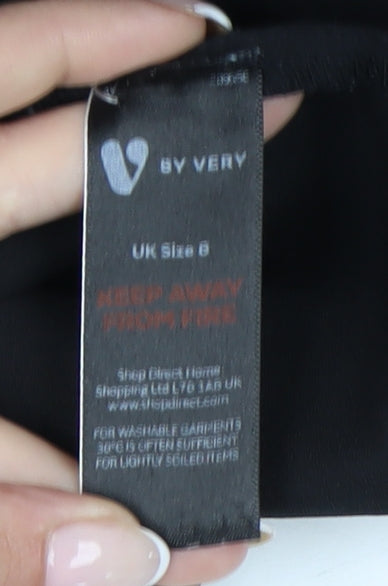 V BY VERY
UK Size 8
KEEP AWAY
FROM FIRE
Shop Direct Home
Shopping Ltd L70 1AB UK
www.shopdirect.com
FOR WASHABLE GARMENTS
30°C IS OFTEN SUFFICIENT
FOR LIGHTLY SOILED ITEMS